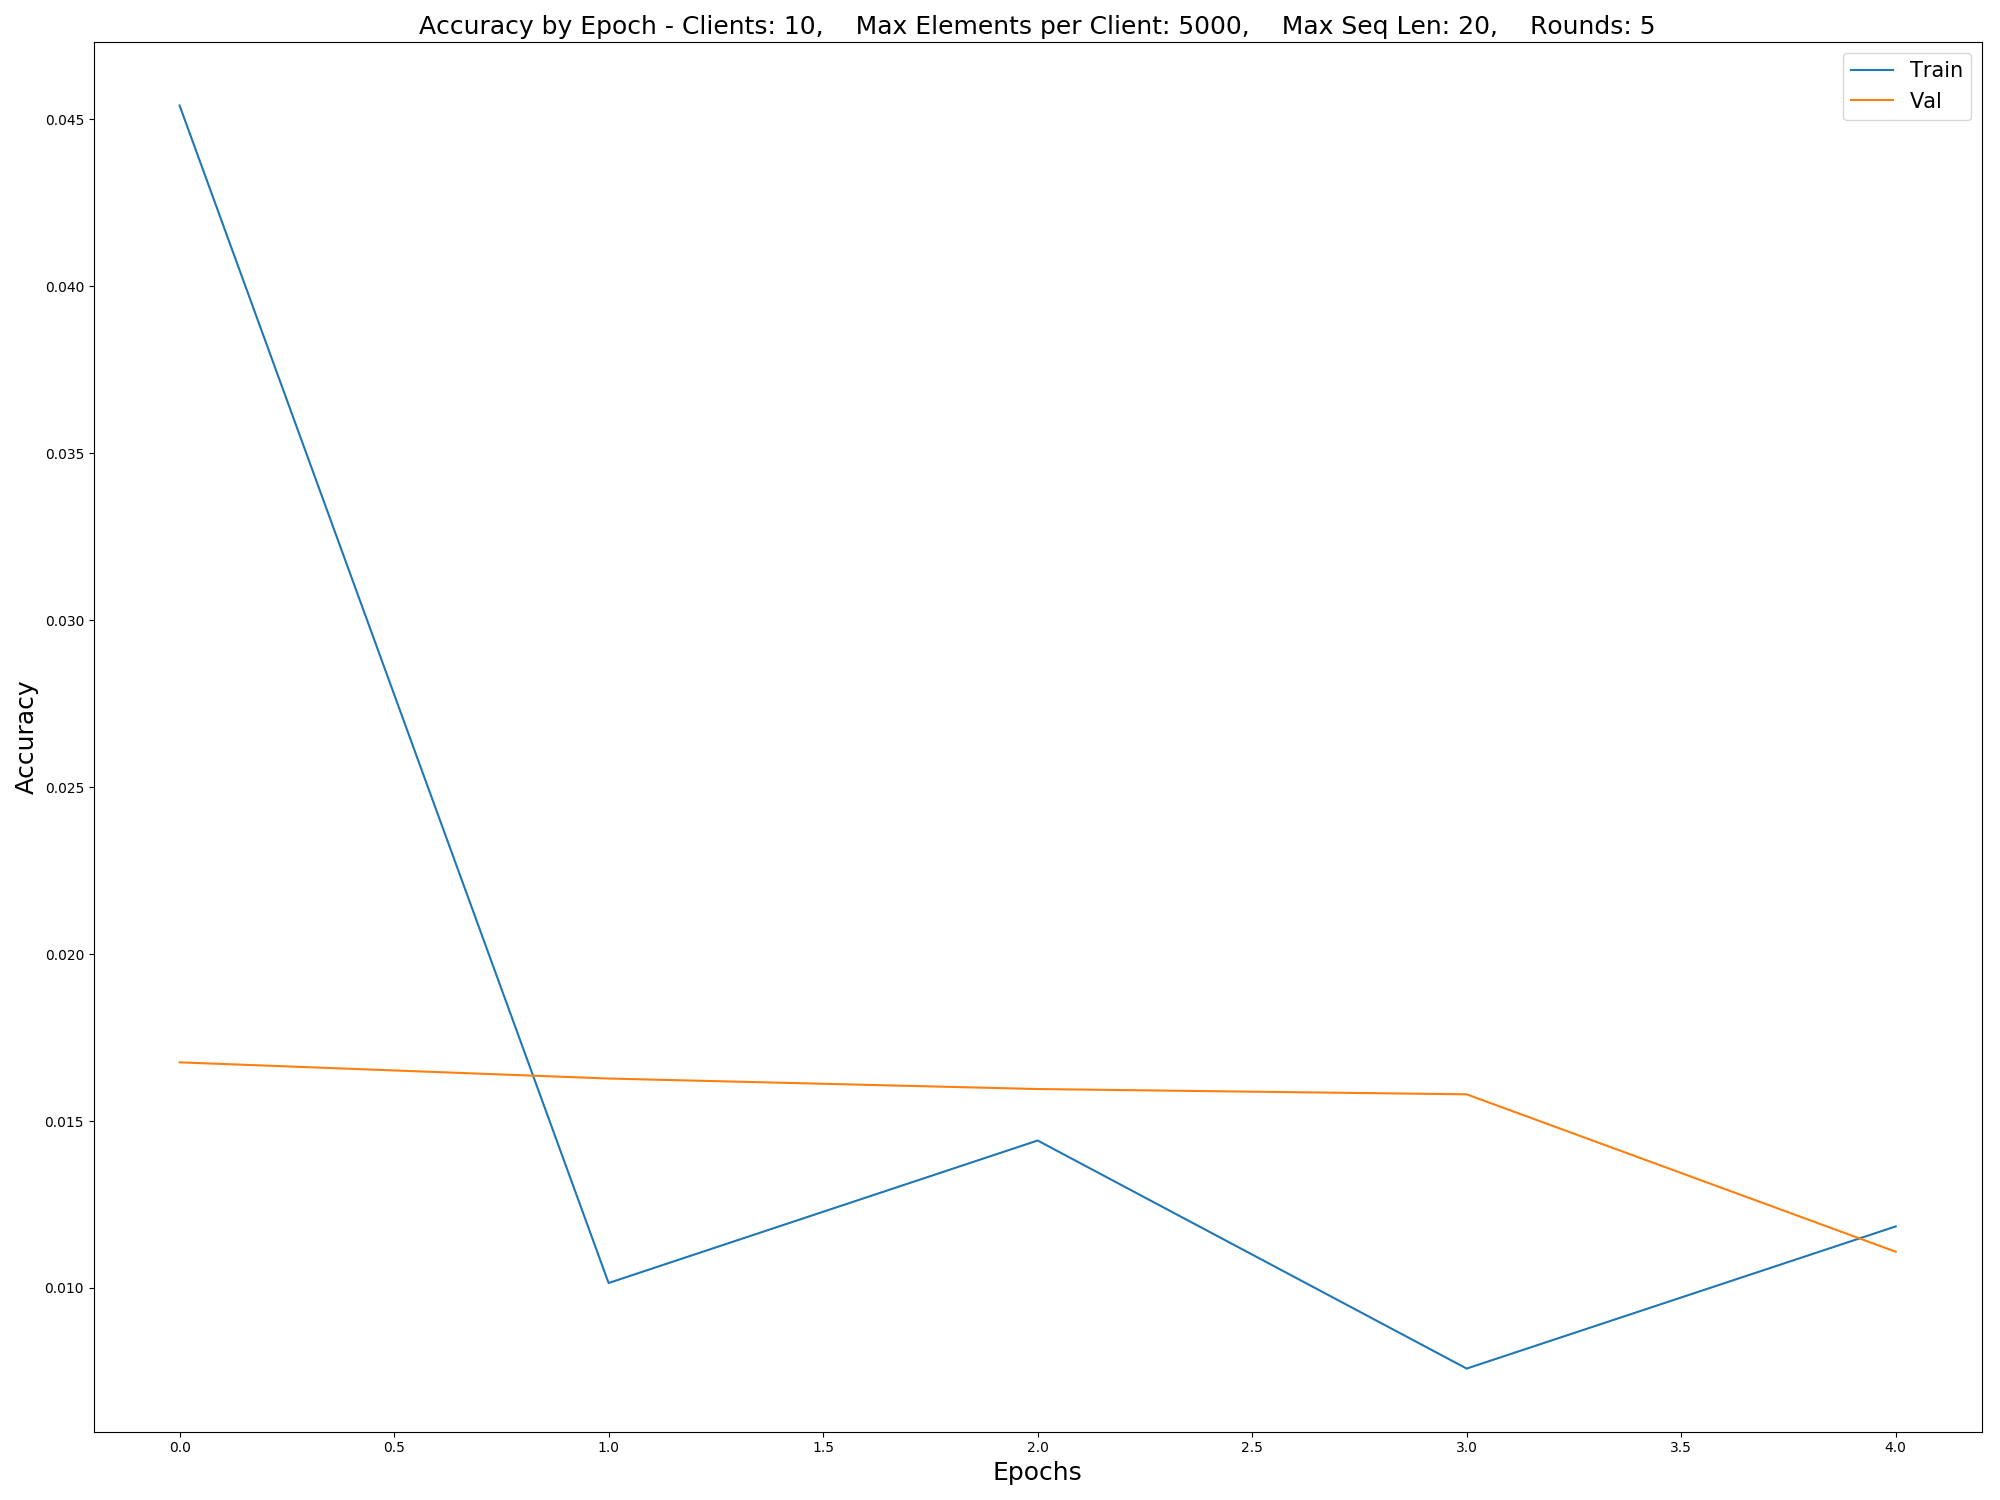 Accuracy by Epoch - Clients: 10,    Max Elements per Client: 5000,    Max Seq Len: 20,    Rounds: 5
Train
Val
0.045
0.040
0.035
0.030
0.025
0.020
0.015
0.010
Accuracy
0.0 0.5 1.0 1.5 2.0 2.5 3.0 3.5 4.0
Epochs